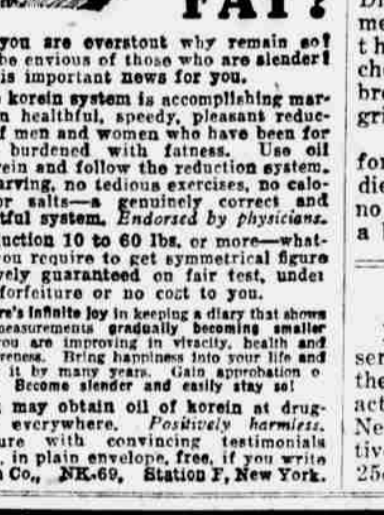 FAT?
you are overstout why remain so!
be envious of those who are slender!
is important news for you.
korein system is accomplishing mar-
n healthful, speedy, pleasant reduc-
f men and women who have been for
burdened with fatness. Use oil
rein and follow the reduction system.
arving, no tedious exercises, no calo-
or salts—a genuinely correct and
tful system. Endorsed by physicians.
uction 10 to 60 lbs. or more—what-
ou require to get symmetrical figure
vely guaranteed on fair test, under
forfeiture or no cost to you.
re's infinite joy in keeping a diary that shows
measurements gradually becoming smaller
you are improving in vivacity, health and
reness. Bring happiness into your life and
it by many years. Gain approbation o
Become slender and easily stay so!
may obtain oil of korein at drug-
everywhere. Positively harmless.
ure with convincing testimonials
, in plain envelope, free, if you write
n Co., NK-69, Station F, New York.
me
th
che
bre
gri
for
die
no
a
ser
the
act
Ne
tiv
25